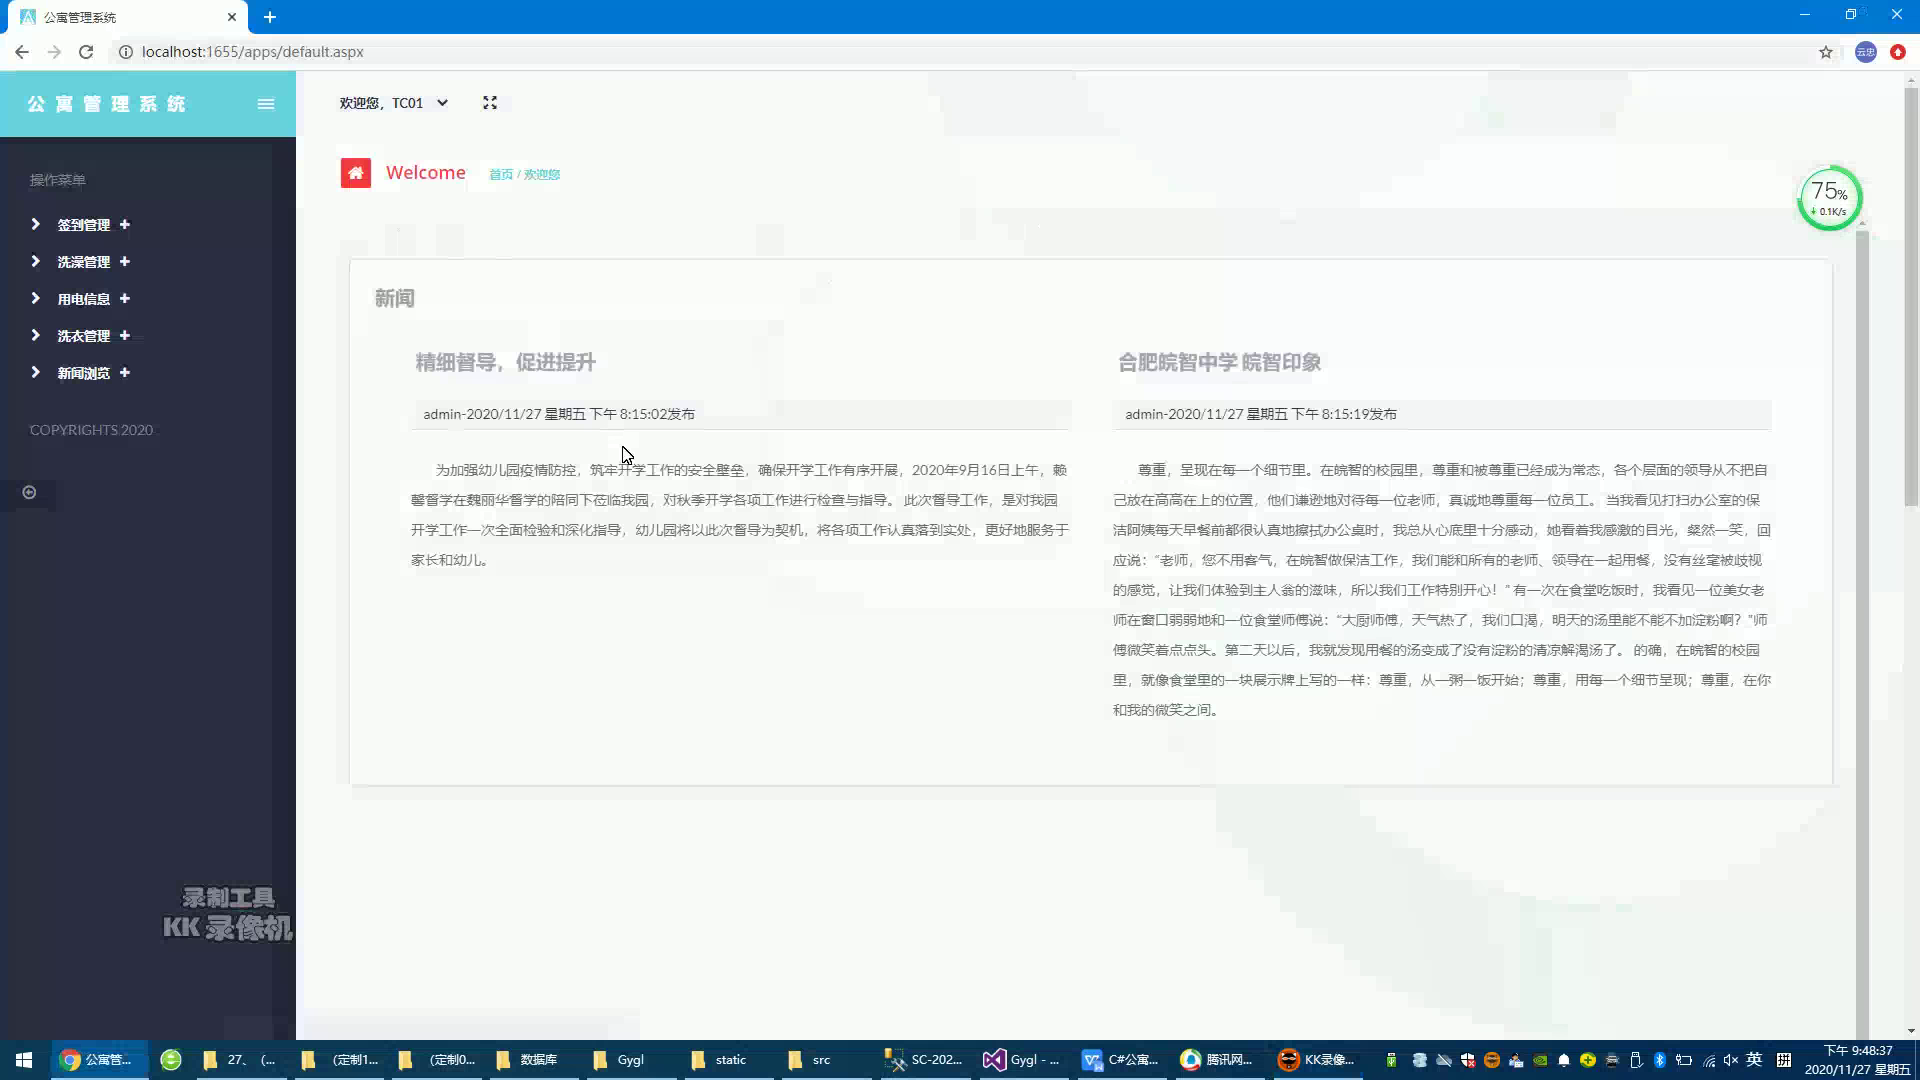 公寓管理系统
localhost:1655/apps/default.aspx
云忠
公寓管理系统
欢迎您，TC01
Welcome
首页 / 欢迎您
75%
0.1K/s
操作菜单
签到管理
洗澡管理
用电信息
洗衣管理
新闻浏览
COPYRIGHTS 2020
新闻
精细督导，促进提升
admin-2020/11/27 星期五 下午 8:15:02发布
为加强幼儿园疫情防控，筑牢开学工作的安全壁垒，确保开学工作有序开展，2020年9月16日上午，赖
馨督学在魏丽华督学的陪同下莅临我园，对秋季开学各项工作进行检查与指导。 此次督导工作，是对我园
开学工作一次全面检验和深化指导，幼儿园将以此次督导为契机，将各项工作认真落到实处，更好地服务于
家长和幼儿。
合肥皖智中学 皖智印象
admin-2020/11/27 星期五 下午 8:15:19发布
尊重，呈现在每一个细节里。在皖智的校园里，尊重和被尊重已经成为常态，各个层面的领导从不把自
己放在高高在上的位置，他们谦逊地对待每一位老师，真诚地尊重每一位员工。 当我看见打扫办公室的保
洁阿姨每天早餐前都很认真地擦拭办公桌时，我总从心底里十分感动，她看着我感激的目光，粲然一笑，回
应说：“老师，您不用客气，在皖智做保洁工作，我们能和所有的老师、领导在一起用餐，没有丝毫被歧视
的感觉，让我们体验到主人翁的滋味，所以我们工作特别开心！” 有一次在食堂吃饭时，我看见一位美女老
师在窗口弱弱地和一位食堂师傅说：“大厨师傅，天气热了，我们口渴，明天的汤里能不能不加淀粉啊？”师
傅微笑着点点头。第二天以后，我就发现用餐的汤变成了没有淀粉的清凉解渴汤了。 的确，在皖智的校园
里，就像食堂里的一块展示牌上写的一样：尊重，从一粥一饭开始；尊重，用每一个细节呈现；尊重，在你
和我的微笑之间。
录制工具
KK 录像机
公寓管...
27、（...
（定制1...
（定制0...
数据库
Gygl
static
src
SC-202...
Gygl - ...
C#公寓...
腾讯网...
KK录像...
英
拼
下午 9:48:37
2020/11/27 星期五